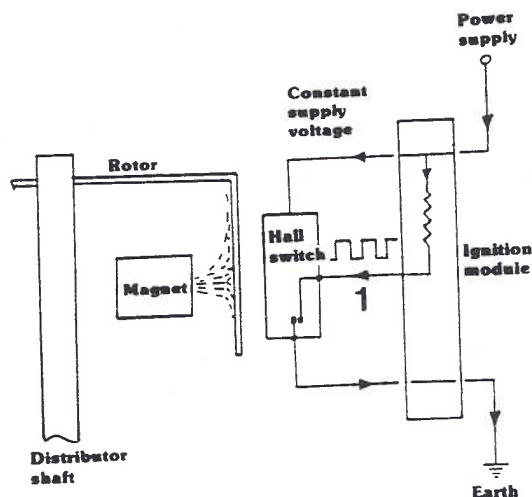 Power
supply
Constant
supply
voltage
Rotor
Hall
switch
Ignition
module
Magnet
1
Distributor
shaft
Earth